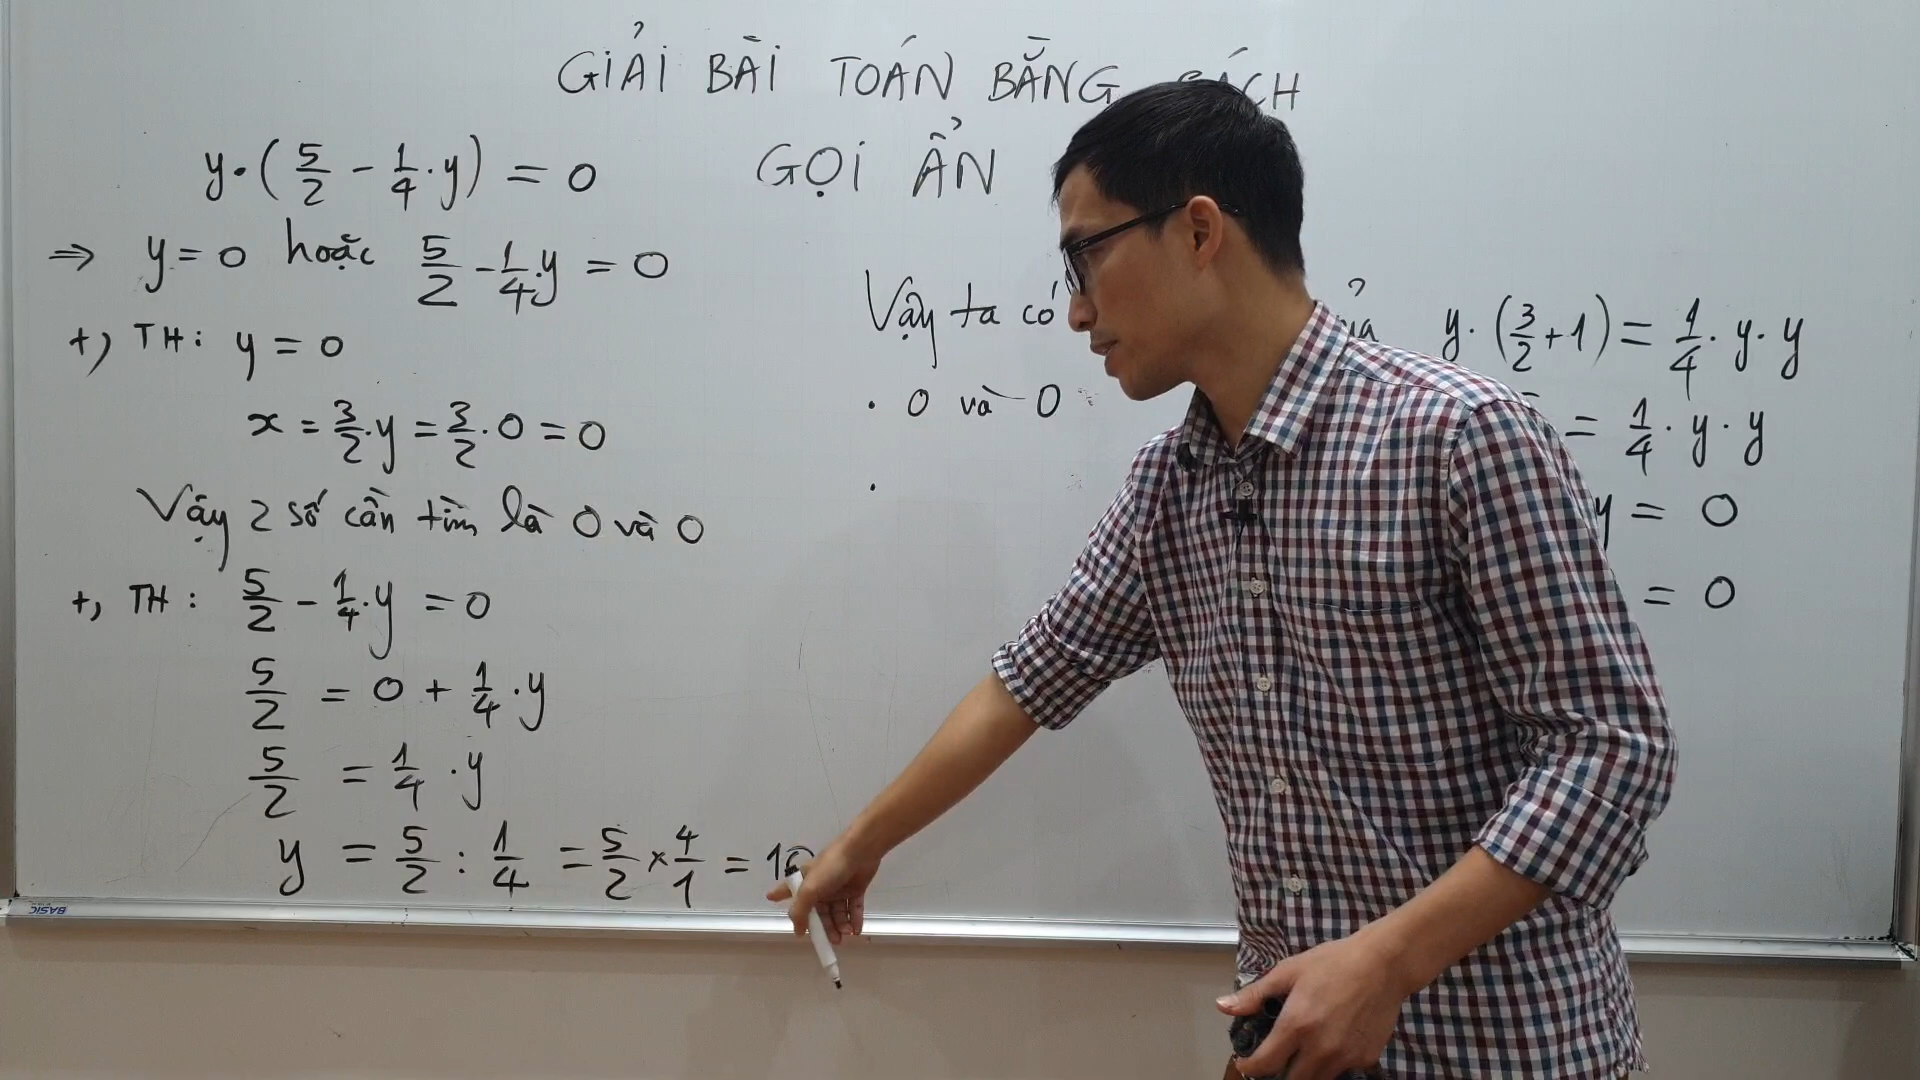 GIẢI BÀI TOÁN BẰNG CÁCH
GỌI ẨN
y·(5/2 - 1/4·y) = 0
⇒ y = 0 hoặc 5/2 - 1/4·y = 0
+, TH: y = 0
x = 3/2·y = 3/2·0 = 0
Vậy 2 số cần tìm là 0 và 0
+, TH: 5/2 - 1/4·y = 0
5/2 = 0 + 1/4·y
5/2 = 1/4·y
y = 5/2 : 1/4 = 5/2 × 4/1 = 10
Vậy ta có
· 0 và 0
·
y·(3/2+1) = 1/4·y·y
= 1/4·y·y
y = 0
= 0
BASIC